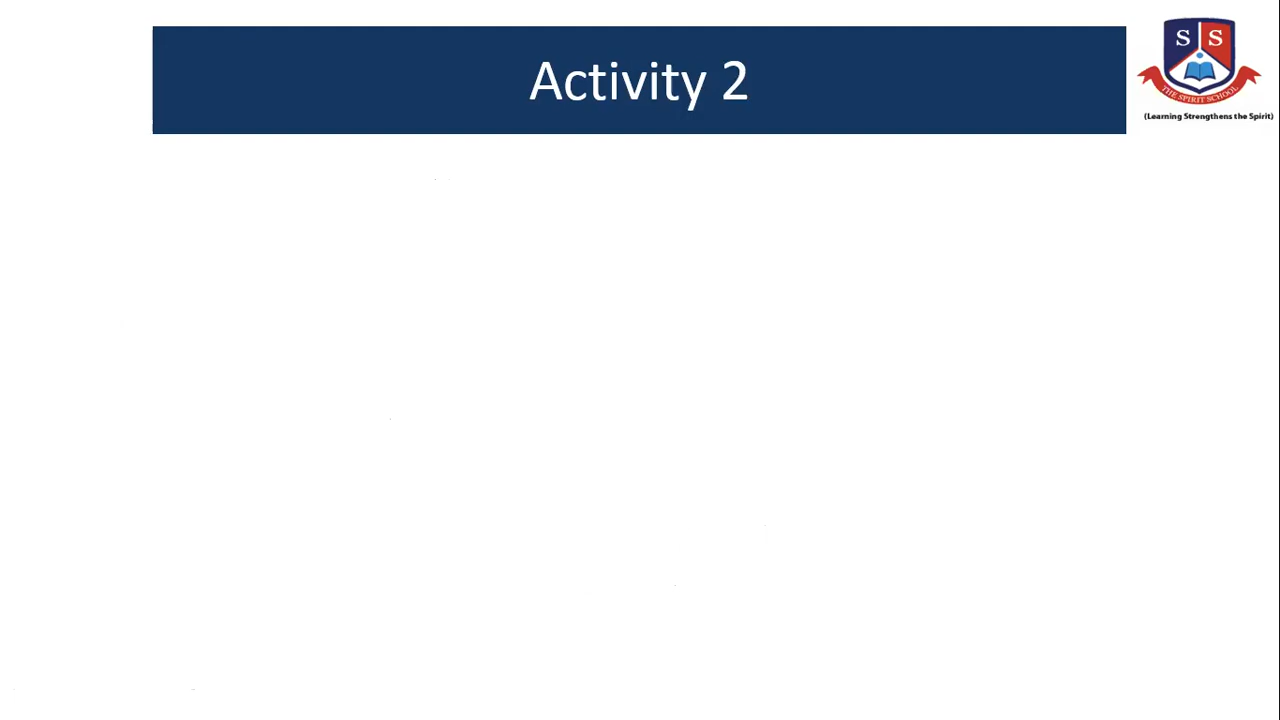 Activity 2
S S
THE SPIRIT SCHOOL
(Learning Strengthens the Spirit)